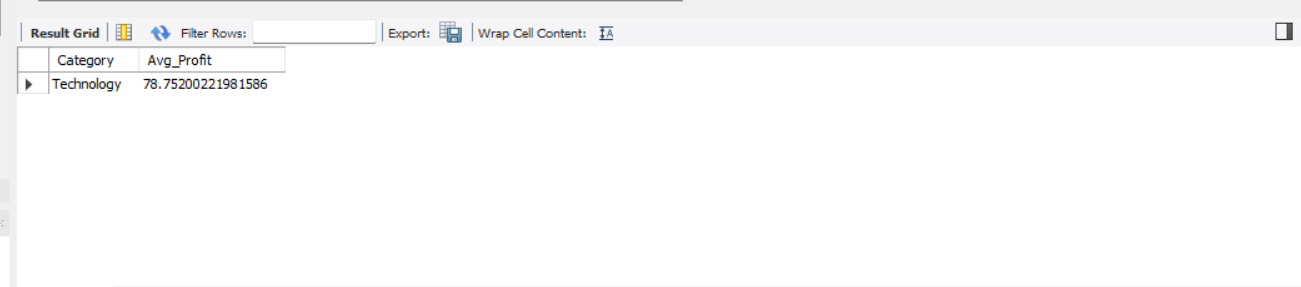 Result Grid Filter Rows: Export: Wrap Cell Content:
Category Avg_Profit
Technology 78.75200221981586